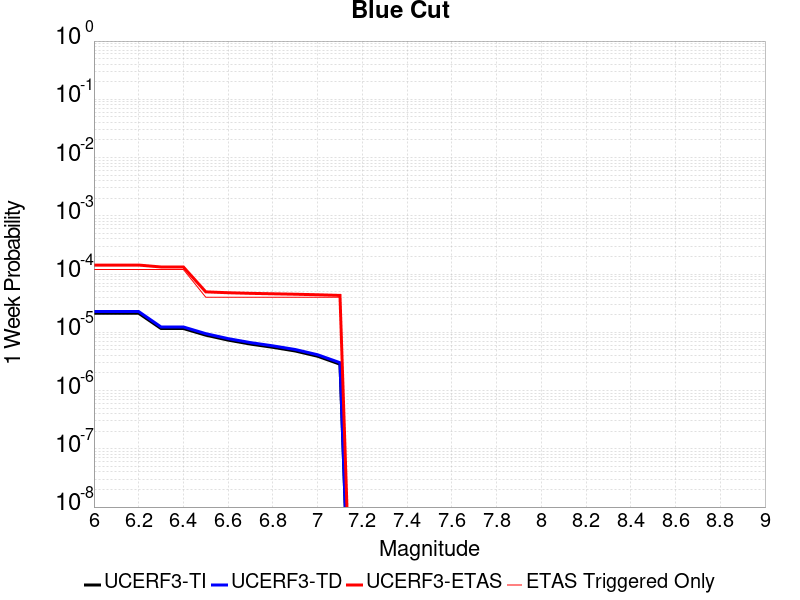 Blue Cut
10^0
10^-1
10^-2
10^-3
10^-4
10^-5
10^-6
10^-7
10^-8
1 Week Probability
6 6.2 6.4 6.6 6.8 7 7.2 7.4 7.6 7.8 8 8.2 8.4 8.6 8.8 9
Magnitude
UCERF3-TI UCERF3-TD UCERF3-ETAS ETAS Triggered Only